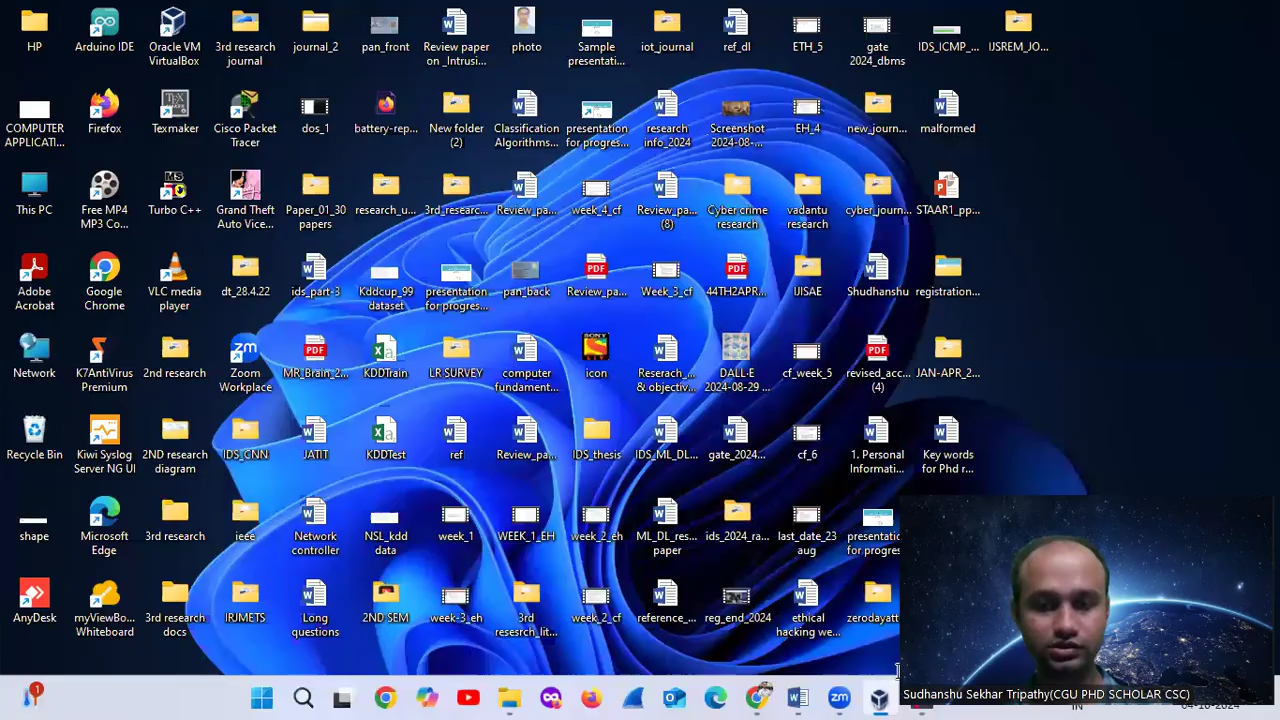 HP
Arduino IDE
Oracle VM
VirtualBox
3rd research
journal
journal_2
pan_front
Review paper
on _Intrusi...
photo
Sample
presentati...
iot_journal
ref_dl
ETH_5
gate
2024_dbms
IDS_ICMP_...
IJSREM_JO...
COMPUTER
APPLICATI...
Firefox
Texmaker
Cisco Packet
Tracer
dos_1
battery-rep...
New folder
(2)
Classification
Algorithms...
presentation
for progres...
research
info_2024
Screenshot
2024-08-...
EH_4
new_journ...
malformed
This PC
Free MP4
MP3 Co...
Turbo C++
Grand Theft
Auto Vice...
Paper_01_30
papers
research_u...
3rd_researc...
Review_pa...
week_4_cf
Review_pa...
(8)
Cyber crime
research
vadantu
research
cyber_journ...
STAAR1_pp...
Adobe
Acrobat
Google
Chrome
VLC media
player
dt_28.4.22
ids_part-3
Kddcup_99
dataset
presentation
for progres...
pan_back
Review_pa...
Week_3_cf
44TH2APR...
IJISAE
Shudhanshu
registration...
Network
K7AntiVirus
Premium
2nd research
Zoom
Workplace
MR_Brain_2...
KDDTrain
LR SURVEY
computer
fundament...
icon
Reserach_...
& objectiv...
DALL·E
2024-08-29 ...
cf_week_5
revised_acc...
(4)
JAN-APR_2...
Recycle Bin
Kiwi Syslog
Server NG UI
2ND research
diagram
IDS_CNN
JATIT
KDDTest
ref
Review_pa...
IDS_thesis
IDS_ML_DL...
gate_2024...
cf_6
1. Personal
Informati...
Key words
for Phd r...
shape
Microsoft
Edge
3rd research
ieee
Network
controller
NSL_kdd
data
week_1
WEEK_1_EH
week_2_eh
ML_DL_res...
paper
ids_2024_ra...
last_date_23
aug
presentati
for progres
AnyDesk
myViewBo...
Whiteboard
3rd research
docs
IRJMETS
Long
questions
2ND SEM
week-3_eh
3rd
research_lit...
week_2_cf
reference_...
reg_end_2024
ethical
hacking we...
zerodayatt
Sudhanshu Sekhar Tripathy(CGU PHD SCHOLAR CSC)
1
IN
04-10-2024